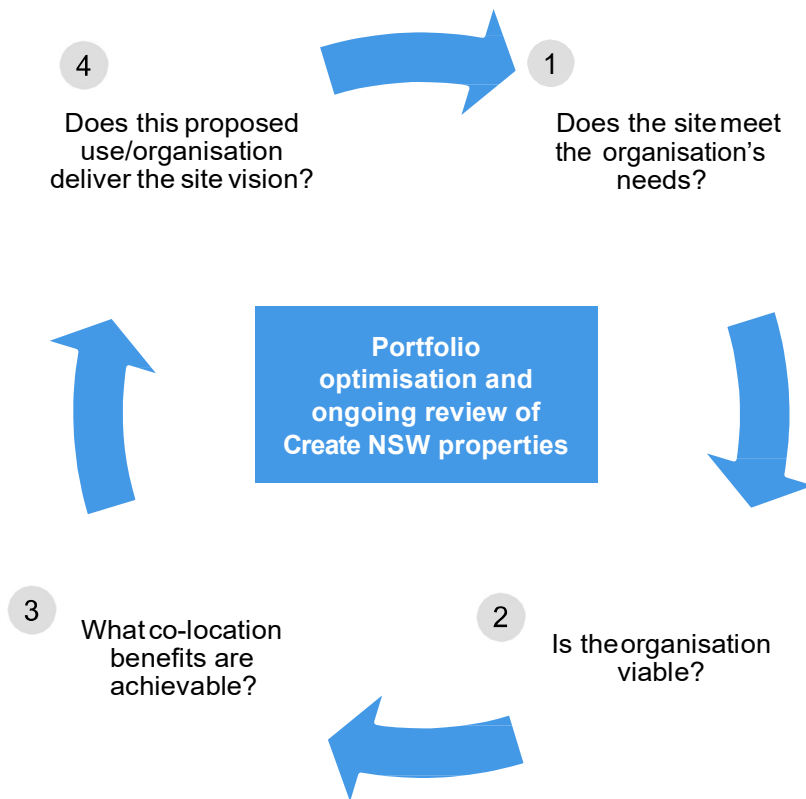 4
Does this proposed
use/organisation
deliver the site vision?
1
Does the site meet
the organisation's
needs?
Portfolio
optimisation and
ongoing review of
Create NSW properties
3
What co-location
benefits are
achievable?
2
Is the organisation
viable?